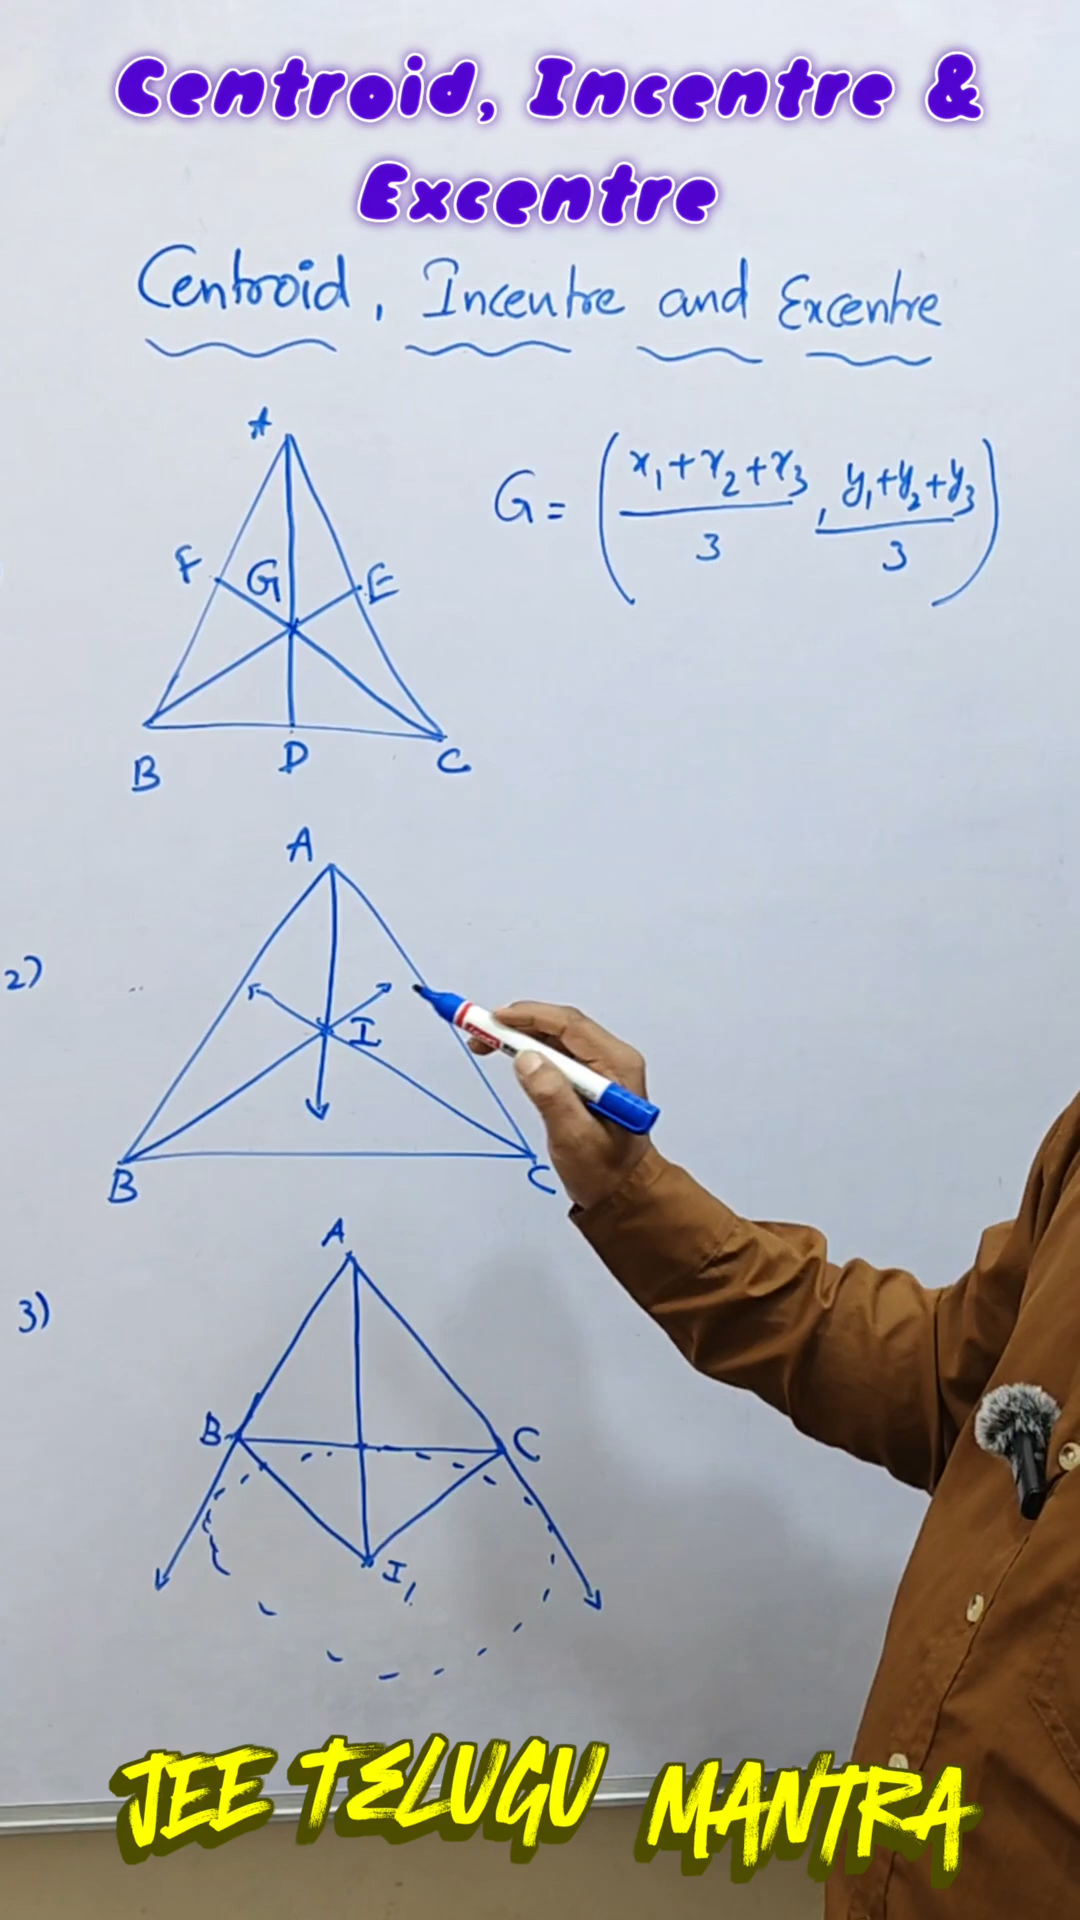 Centroid, Incentre &
Excentre
Centroid, Incentre and Excentre
A
G = (x₁+x₂+x₃/3, y₁+y₂+y₃/3)
F G E
B D C
A
2)
I
B C
A
3)
B C
I₁
JEE TELUGU MANTRA